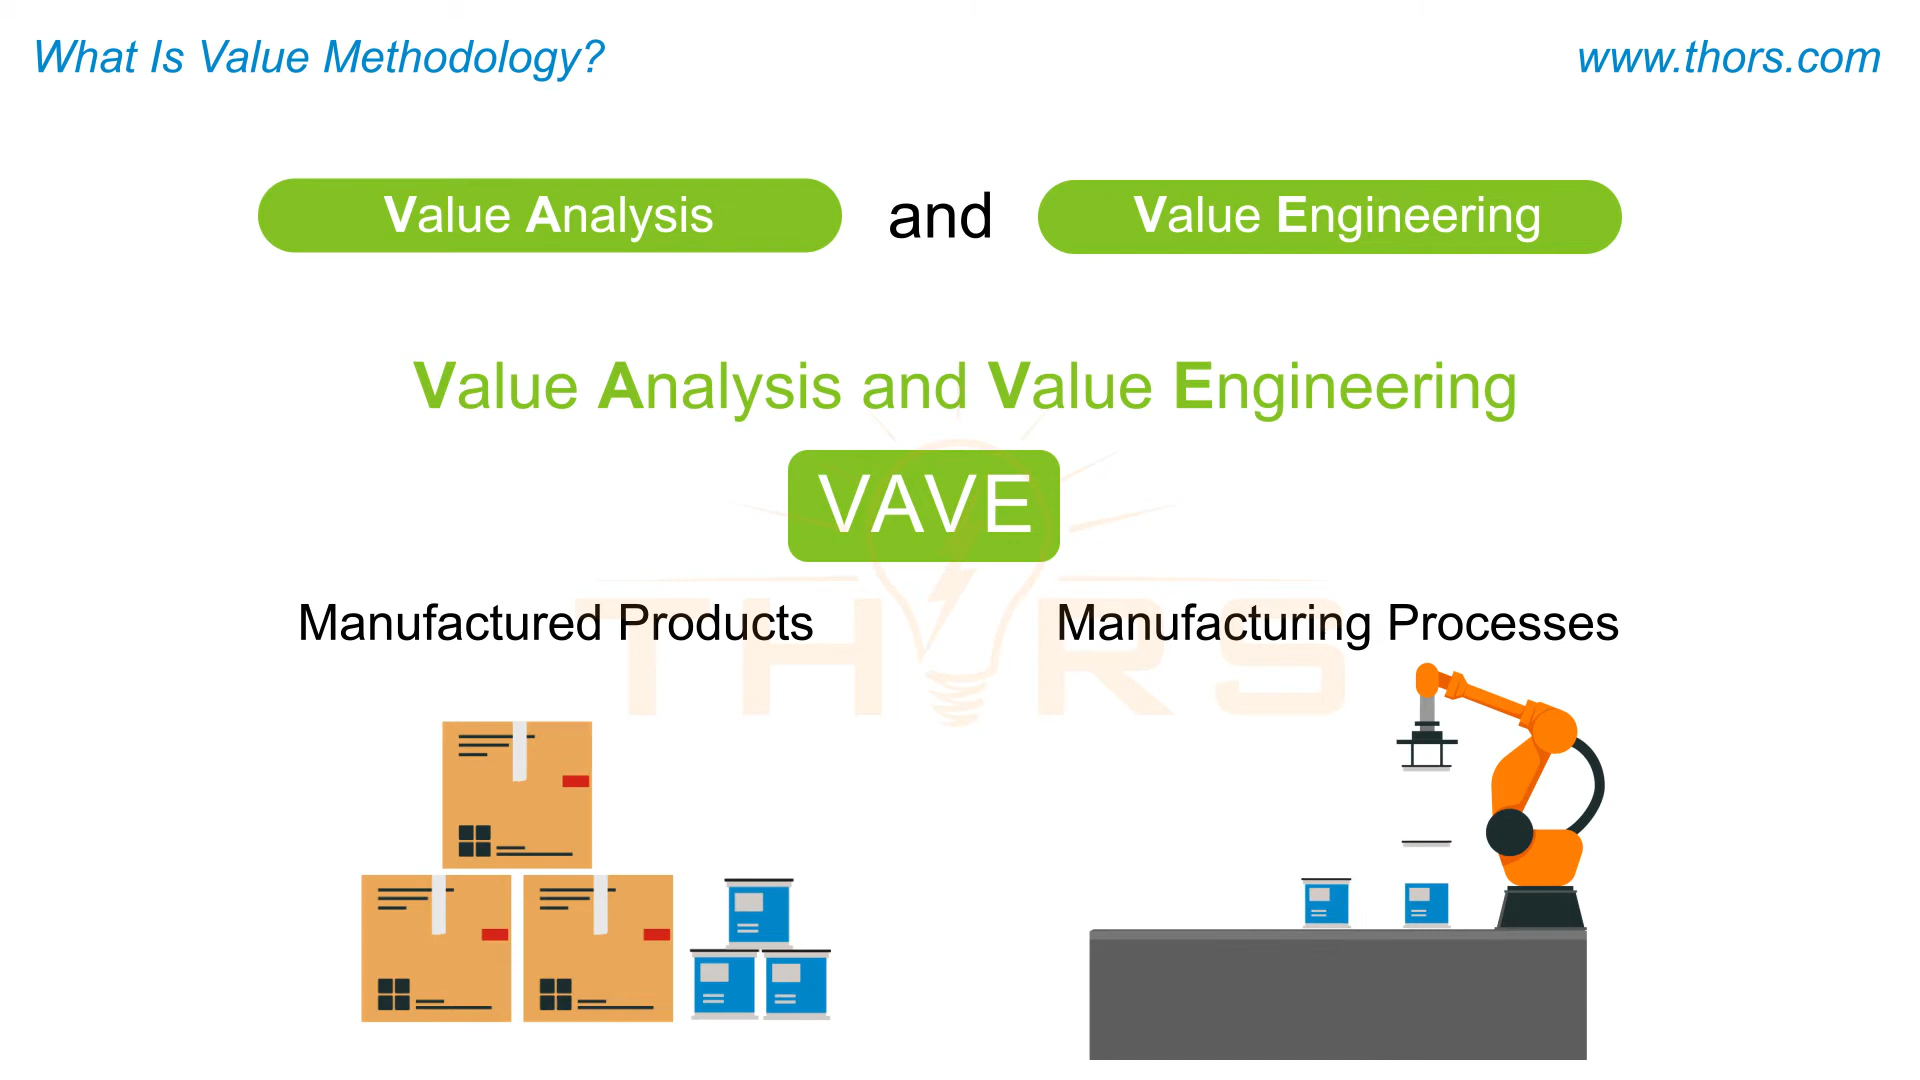 What Is Value Methodology?
www.thors.com
Value Analysis and Value Engineering
Value Analysis and Value Engineering
VAVE
Manufactured Products
Manufacturing Processes
THORS